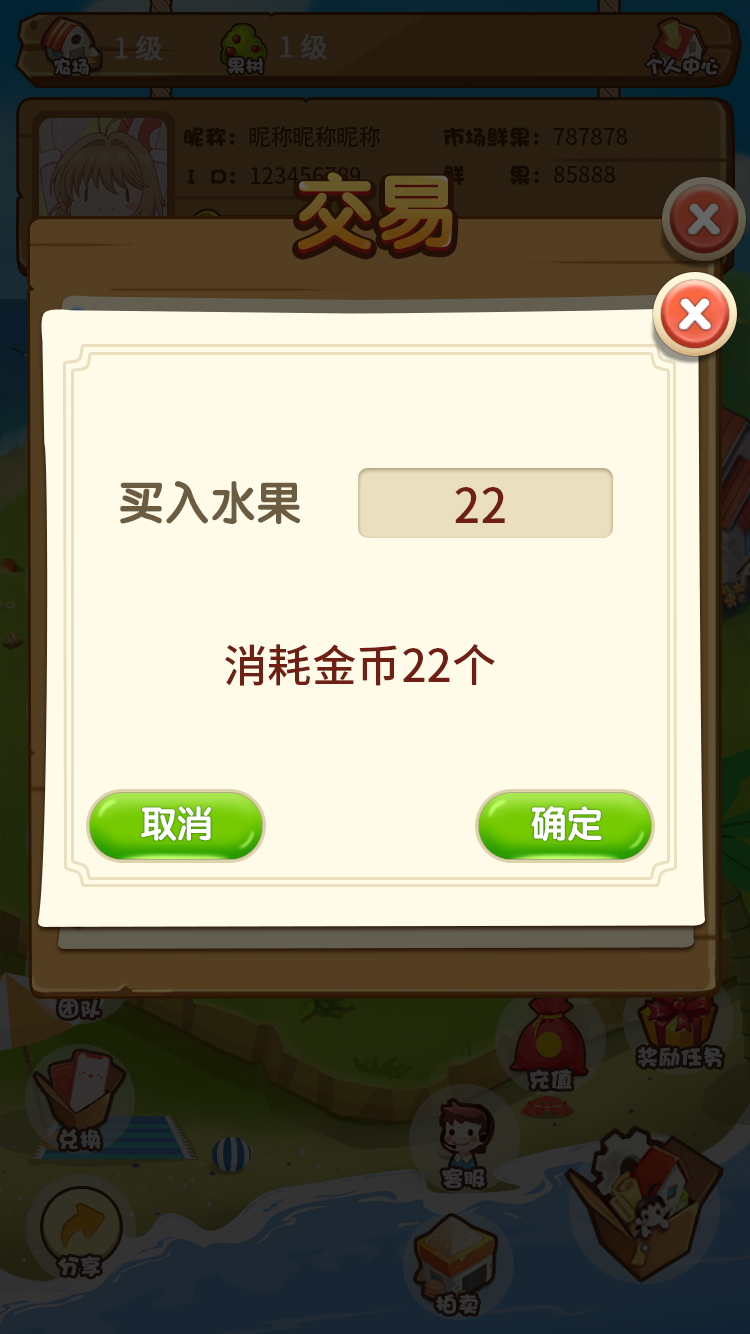 农场 1级 果树 1级 个人中心
昵称： 昵称昵称昵称 市场鲜果： 787878
ID： 123456789 鲜 果： 85888
交易
买入水果 22
消耗金币22个
取消 确定
团队
充值 奖励任务
兑换
客服
分享
拍卖